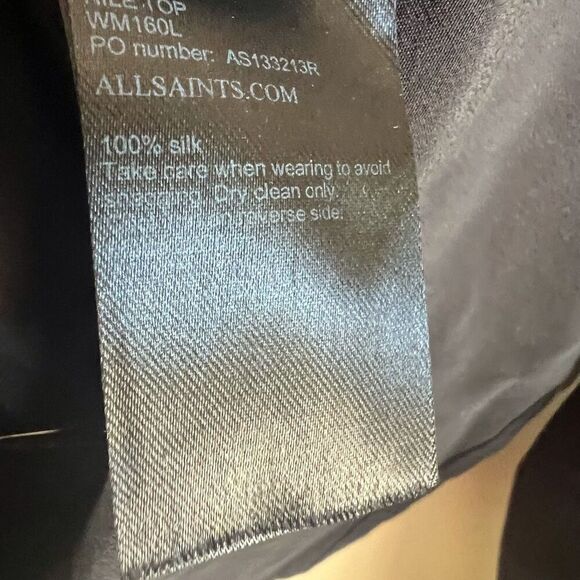 TOP
WM160L
PO number: AS133213R
ALLSAINTS.COM
100% silk
Take care when wearing to avoid
snagging. Dry clean only.
reverse side.